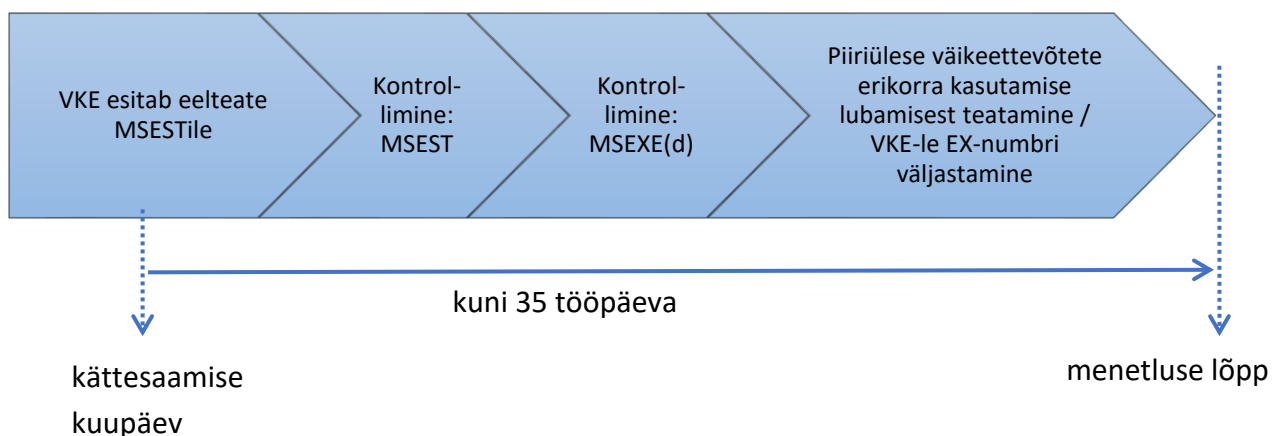 VKE esitab eelteate
MSESTile
Kontrol-
limine:
MSEST
Kontrol-
limine:
MSEXE(d)
Piiriülese väikeettevõtete
erikorra kasutamise
lubamisest teatamine /
VKE-le EX-numbri
väljastamine
kuni 35 tööpäeva
kättesaamise
kuupäev
menetluse lõpp